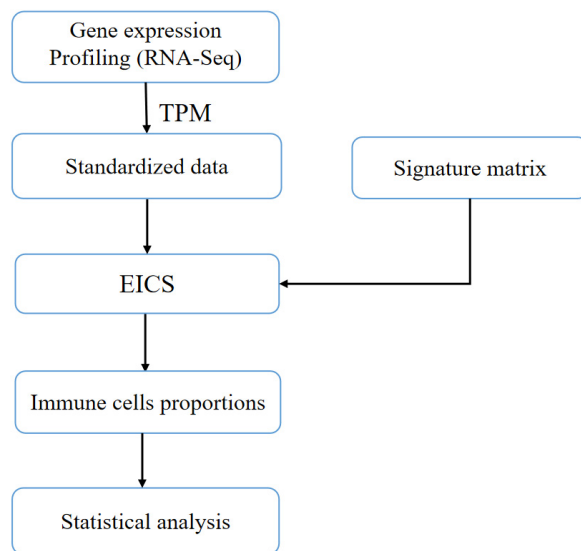 Gene expression
Profiling (RNA-Seq)
TPM
Standardized data
Signature matrix
EICS
Immune cells proportions
Statistical analysis